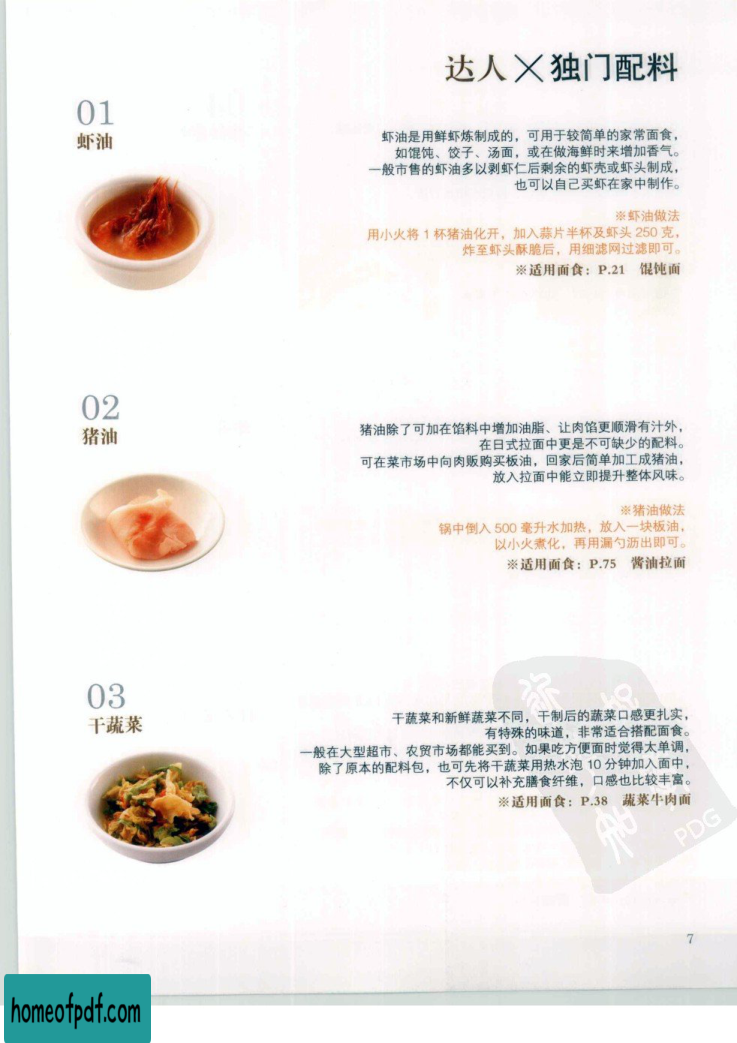 达人×独门配料
01
虾油
虾油是用鲜虾炼制成的，可用于较简单的家常面食，
如馄饨、饺子、汤面，或在做海鲜时来增加香气。
一般市售的虾油多以剥虾仁后剩余的虾壳或虾头制成，
也可以自己买虾在家中制作。
※虾油做法
用小火将 1 杯猪油化开，加入蒜片半杯及虾头 250 克，
炸至虾头酥脆后，用细滤网过滤即可。
※适用面食：P.21 馄饨面
02
猪油
猪油除了可加在馅料中增加油脂、让肉馅更顺滑有汁外，
在日式拉面中更是不可缺少的配料。
可在菜市场中向肉贩购买板油，回家后简单加工成猪油，
放入拉面中能立即提升整体风味。
※猪油做法
锅中倒入 500 毫升水加热，放入一块板油，
以小火煮化，再用漏勺沥出即可。
※适用面食：P.75 酱油拉面
03
干蔬菜
干蔬菜和新鲜蔬菜不同，干制后的蔬菜口感更扎实，
有特殊的味道，非常适合搭配面食。
一般在大型超市、农贸市场都能买到。如果吃方便面时觉得太单调，
除了原本的配料包，也可先将干蔬菜用热水泡 10 分钟加入面中，
不仅可以补充膳食纤维，口感也比较丰富。
※适用面食：P.38 蔬菜牛肉面
PDG
7
homeofpdf.com